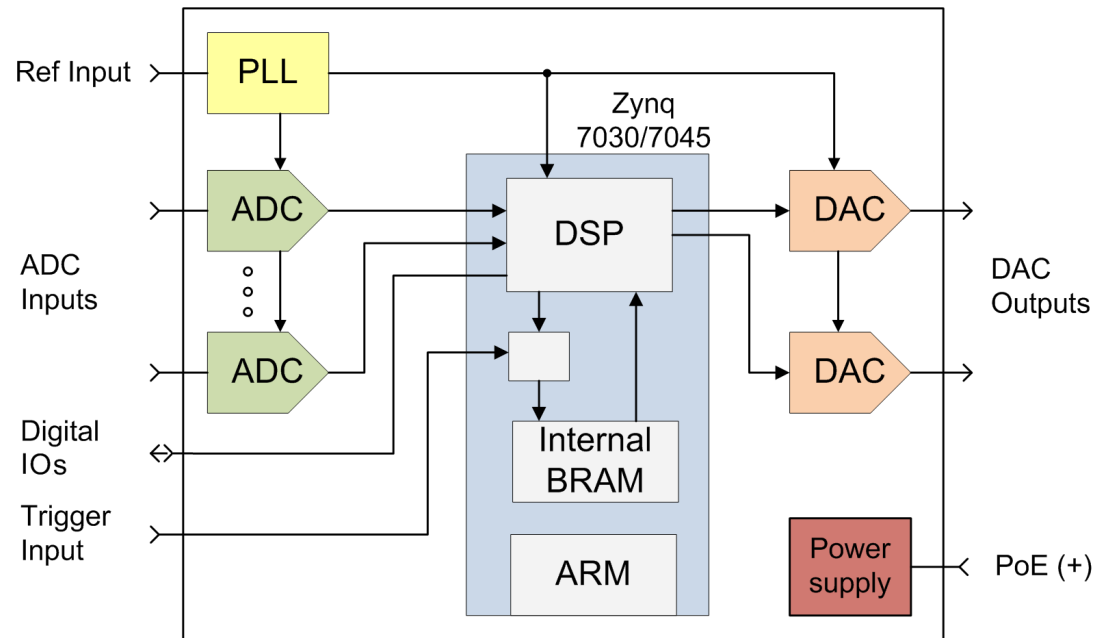 Ref Input
PLL
Zynq
7030/7045
ADC
DSP
DAC
ADC
Inputs
DAC
Outputs
ADC
DAC
Digital
IOs
Internal
BRAM
Trigger
Input
ARM
Power
supply
PoE (+)